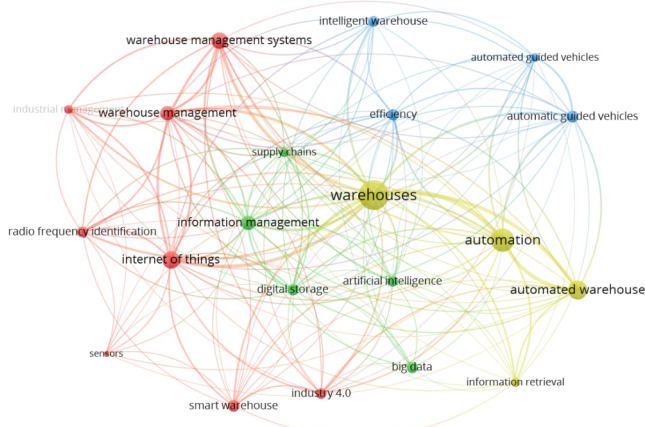 intelligent warehouse
warehouse management systems
automated guided vehicles
industrial management
warehouse management
efficiency
automatic guided vehicles
supply chains
warehouses
information management
radio frequency identification
automation
internet of things
artificial intelligence
digital storage
automated warehouse
sensors
big data
information retrieval
industry 4.0
smart warehouse